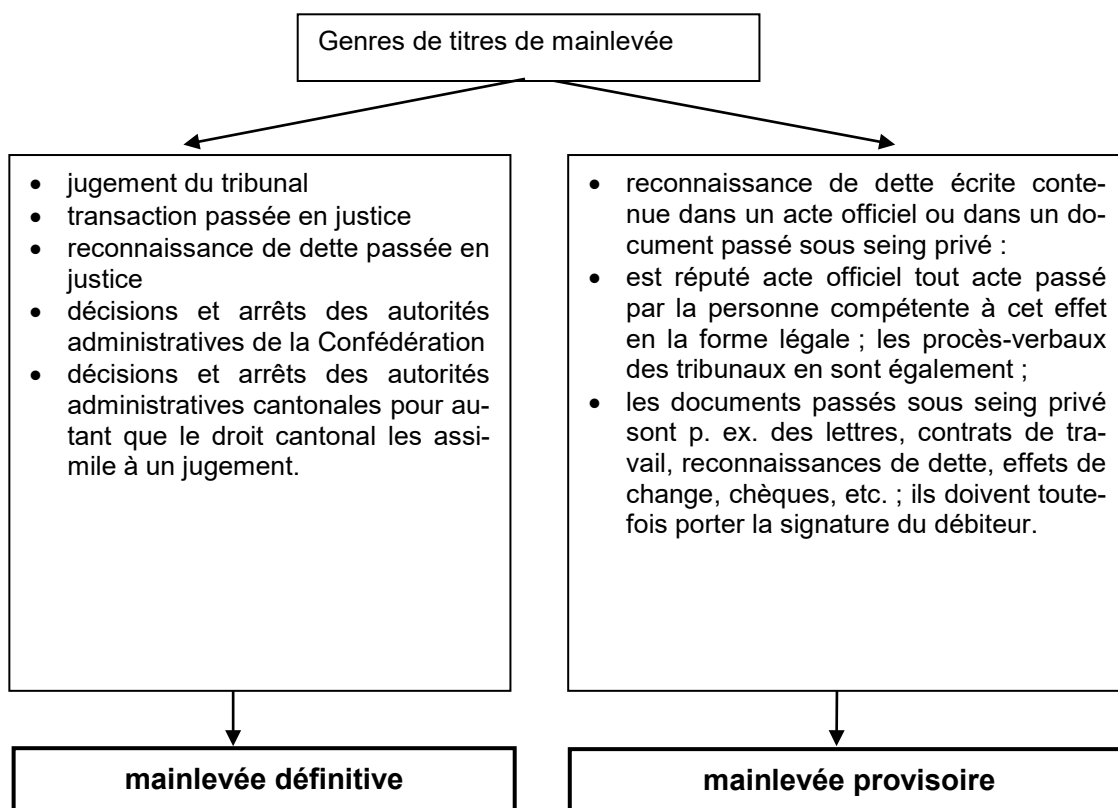 Genres de titres de mainlevée
• jugement du tribunal
• transaction passée en justice
• reconnaissance de dette passée en
justice
• décisions et arrêts des autorités
administratives de la Confédération
• décisions et arrêts des autorités
administratives cantonales pour au-
tant que le droit cantonal les assi-
mile à un jugement.
• reconnaissance de dette écrite conte-
nue dans un acte officiel ou dans un do-
cument passé sous seing privé :
• est réputé acte officiel tout acte passé
par la personne compétente à cet effet
en la forme légale ; les procès-verbaux
des tribunaux en sont également ;
• les documents passés sous seing privé
sont p. ex. des lettres, contrats de tra-
vail, reconnaissances de dette, effets de
change, chèques, etc. ; ils doivent toute-
fois porter la signature du débiteur.
mainlevée définitive
mainlevée provisoire